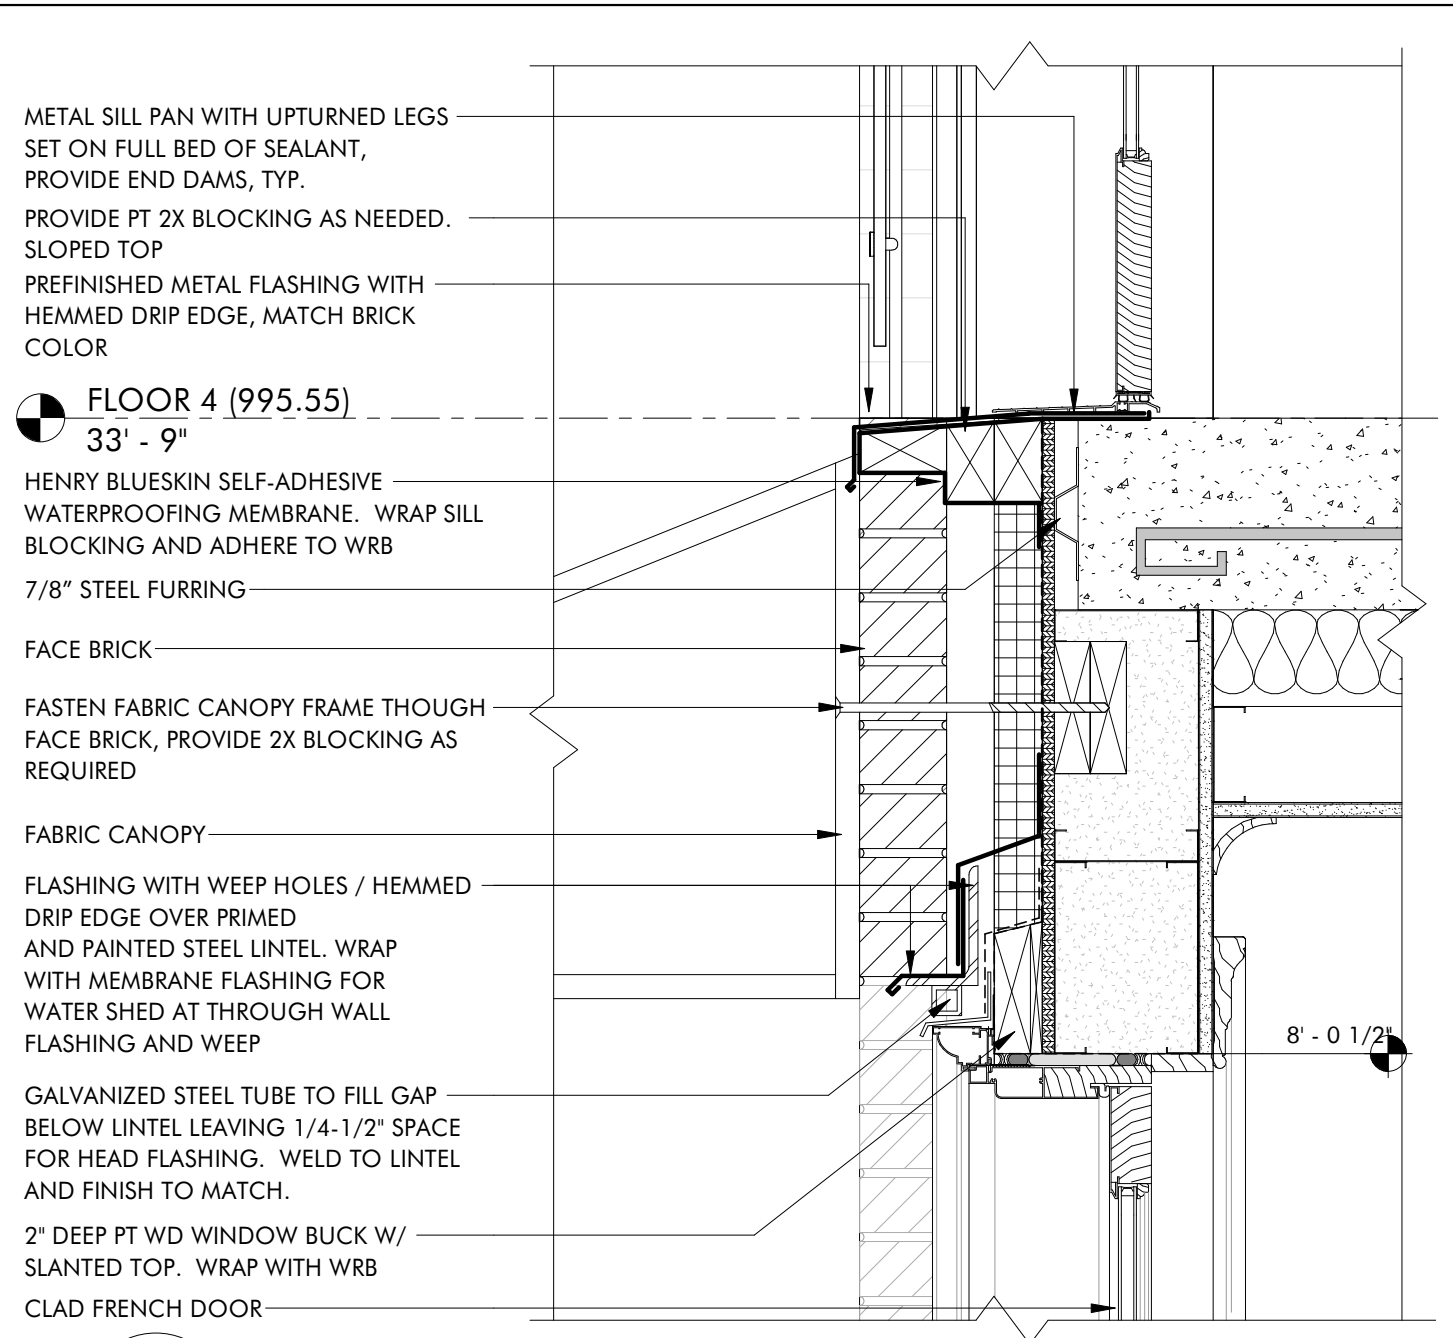 METAL SILL PAN WITH UPTURNED LEGS
SET ON FULL BED OF SEALANT,
PROVIDE END DAMS, TYP.
PROVIDE PT 2X BLOCKING AS NEEDED.
SLOPED TOP
PREFINISHED METAL FLASHING WITH
HEMMED DRIP EDGE, MATCH BRICK
COLOR
FLOOR 4 (995.55)
33' - 9"
HENRY BLUESKIN SELF-ADHESIVE
WATERPROOFING MEMBRANE. WRAP SILL
BLOCKING AND ADHERE TO WRB
7/8" STEEL FURRING
FACE BRICK
FASTEN FABRIC CANOPY FRAME THOUGH
FACE BRICK, PROVIDE 2X BLOCKING AS
REQUIRED
FABRIC CANOPY
FLASHING WITH WEEP HOLES / HEMMED
DRIP EDGE OVER PRIMED
AND PAINTED STEEL LINTEL. WRAP
WITH MEMBRANE FLASHING FOR
WATER SHED AT THROUGH WALL
FLASHING AND WEEP
8' - 0 1/2"
GALVANIZED STEEL TUBE TO FILL GAP
BELOW LINTEL LEAVING 1/4-1/2" SPACE
FOR HEAD FLASHING. WELD TO LINTEL
AND FINISH TO MATCH.
2" DEEP PT WD WINDOW BUCK W/
SLANTED TOP. WRAP WITH WRB
CLAD FRENCH DOOR